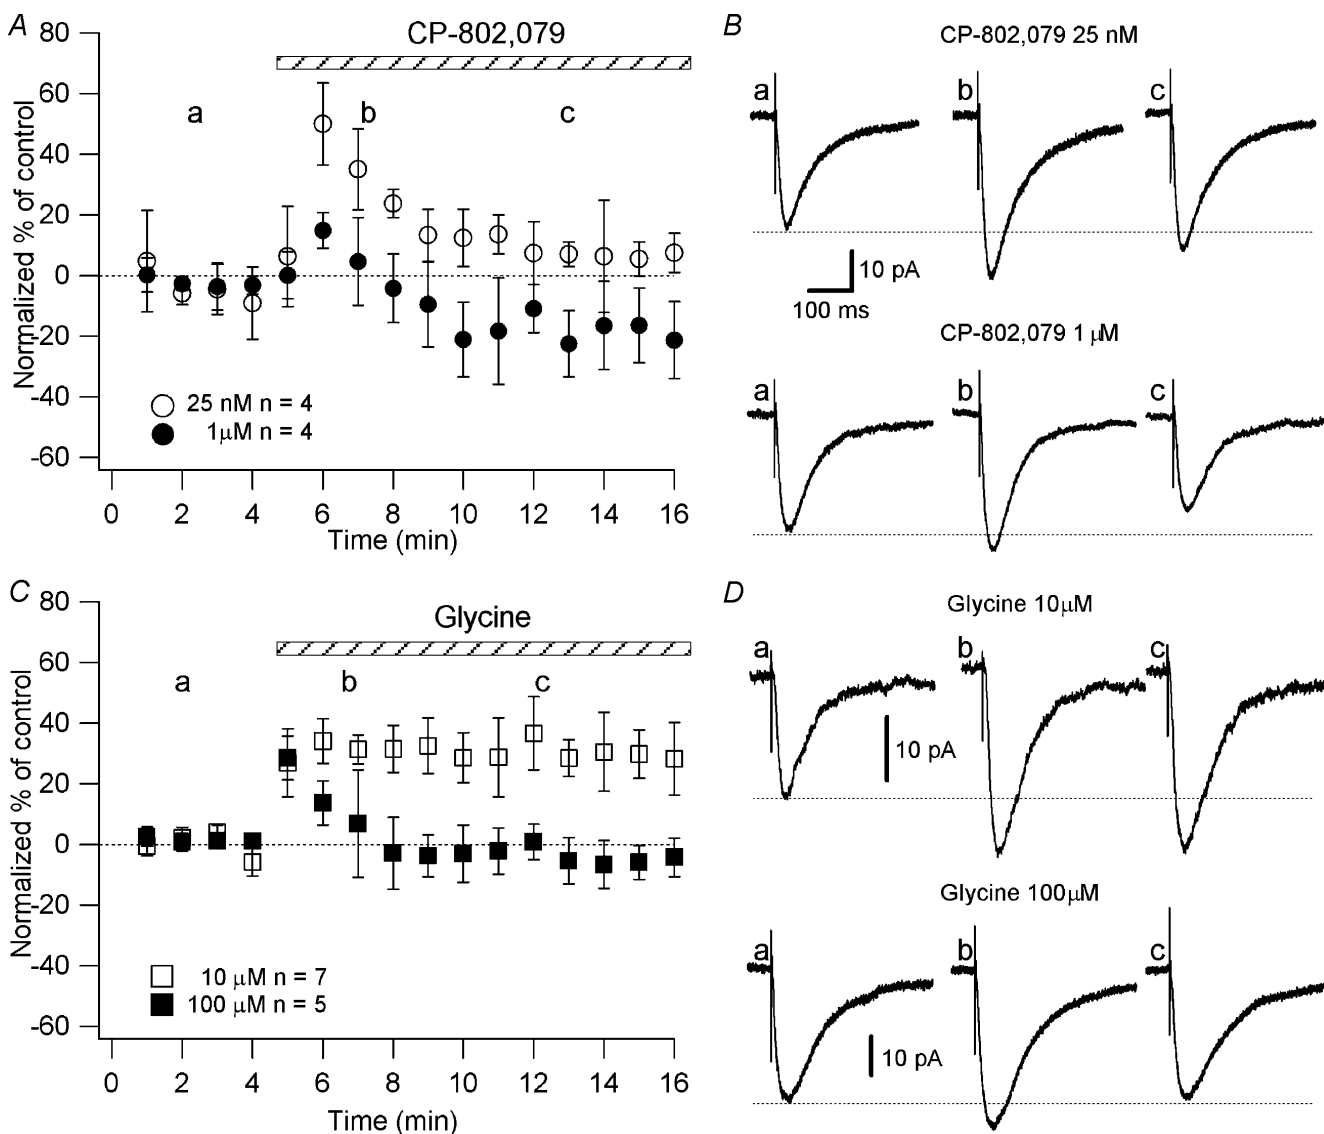 A
80
60
40
20
0
-20
-40
-60
Normalized % of control
CP-802,079
a
b
c
25 nM n = 4
1µM n = 4
0 2 4 6 8 10 12 14 16
Time (min)
B
CP-802,079 25 nM
a
b
c
10 pA
100 ms
CP-802,079 1 µM
a
b
c
C
80
60
40
20
0
-20
-40
-60
Normalized % of control
Glycine
a
b
c
10 µM n = 7
100 µM n = 5
0 2 4 6 8 10 12 14 16
Time (min)
D
Glycine 10µM
a
b
c
10 pA
Glycine 100µM
a
b
c
10 pA